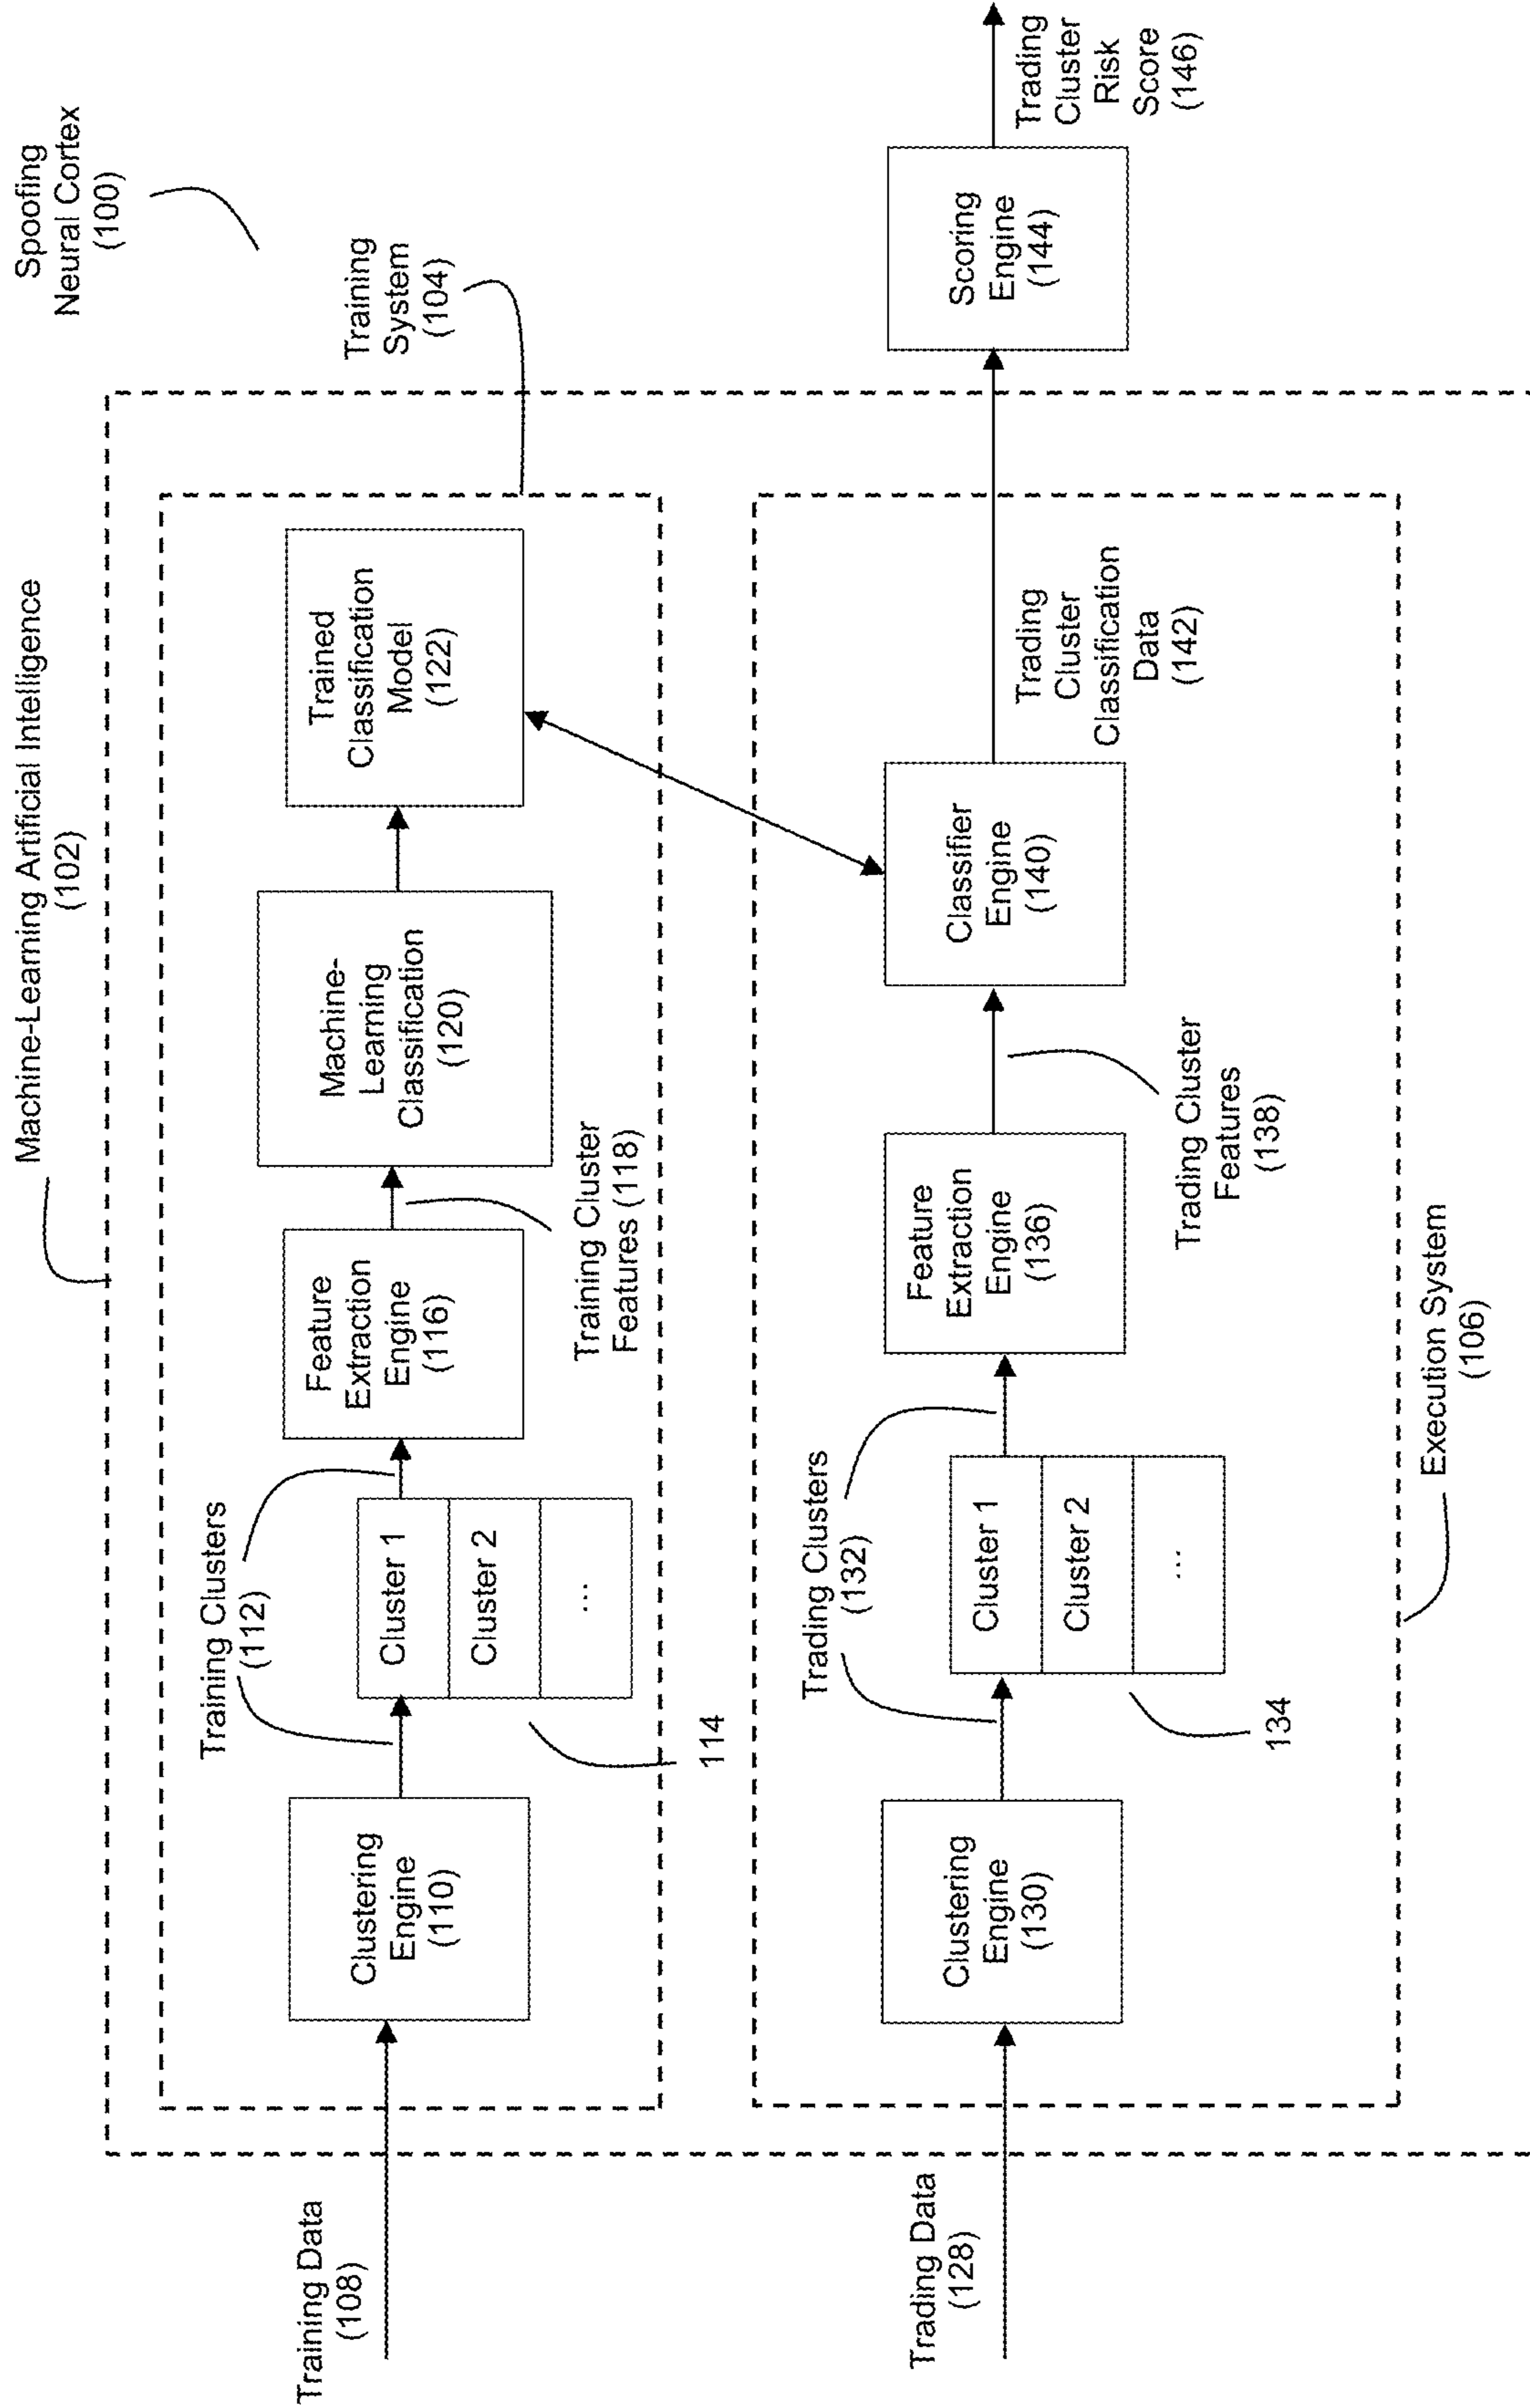 Spoofing
Neural Cortex
(100)
Machine-Learning Artificial Intelligence
(102)
Training
System
(104)
Training Data
(108)
Clustering
Engine
(110)
Training Clusters
(112)
Cluster 1
Cluster 2
...
114
Feature
Extraction
Engine
(116)
Training Cluster
Features (118)
Machine-
Learning
Classification
(120)
Trained
Classification
Model
(122)
Trading Data
(128)
Clustering
Engine
(130)
Trading Clusters
(132)
Cluster 1
Cluster 2
...
134
Feature
Extraction
Engine
(136)
Trading Cluster
Features
(138)
Classifier
Engine
(140)
Trading
Cluster
Classification
Data
(142)
Scoring
Engine
(144)
Trading
Cluster
Risk
Score
(146)
Execution System
(106)